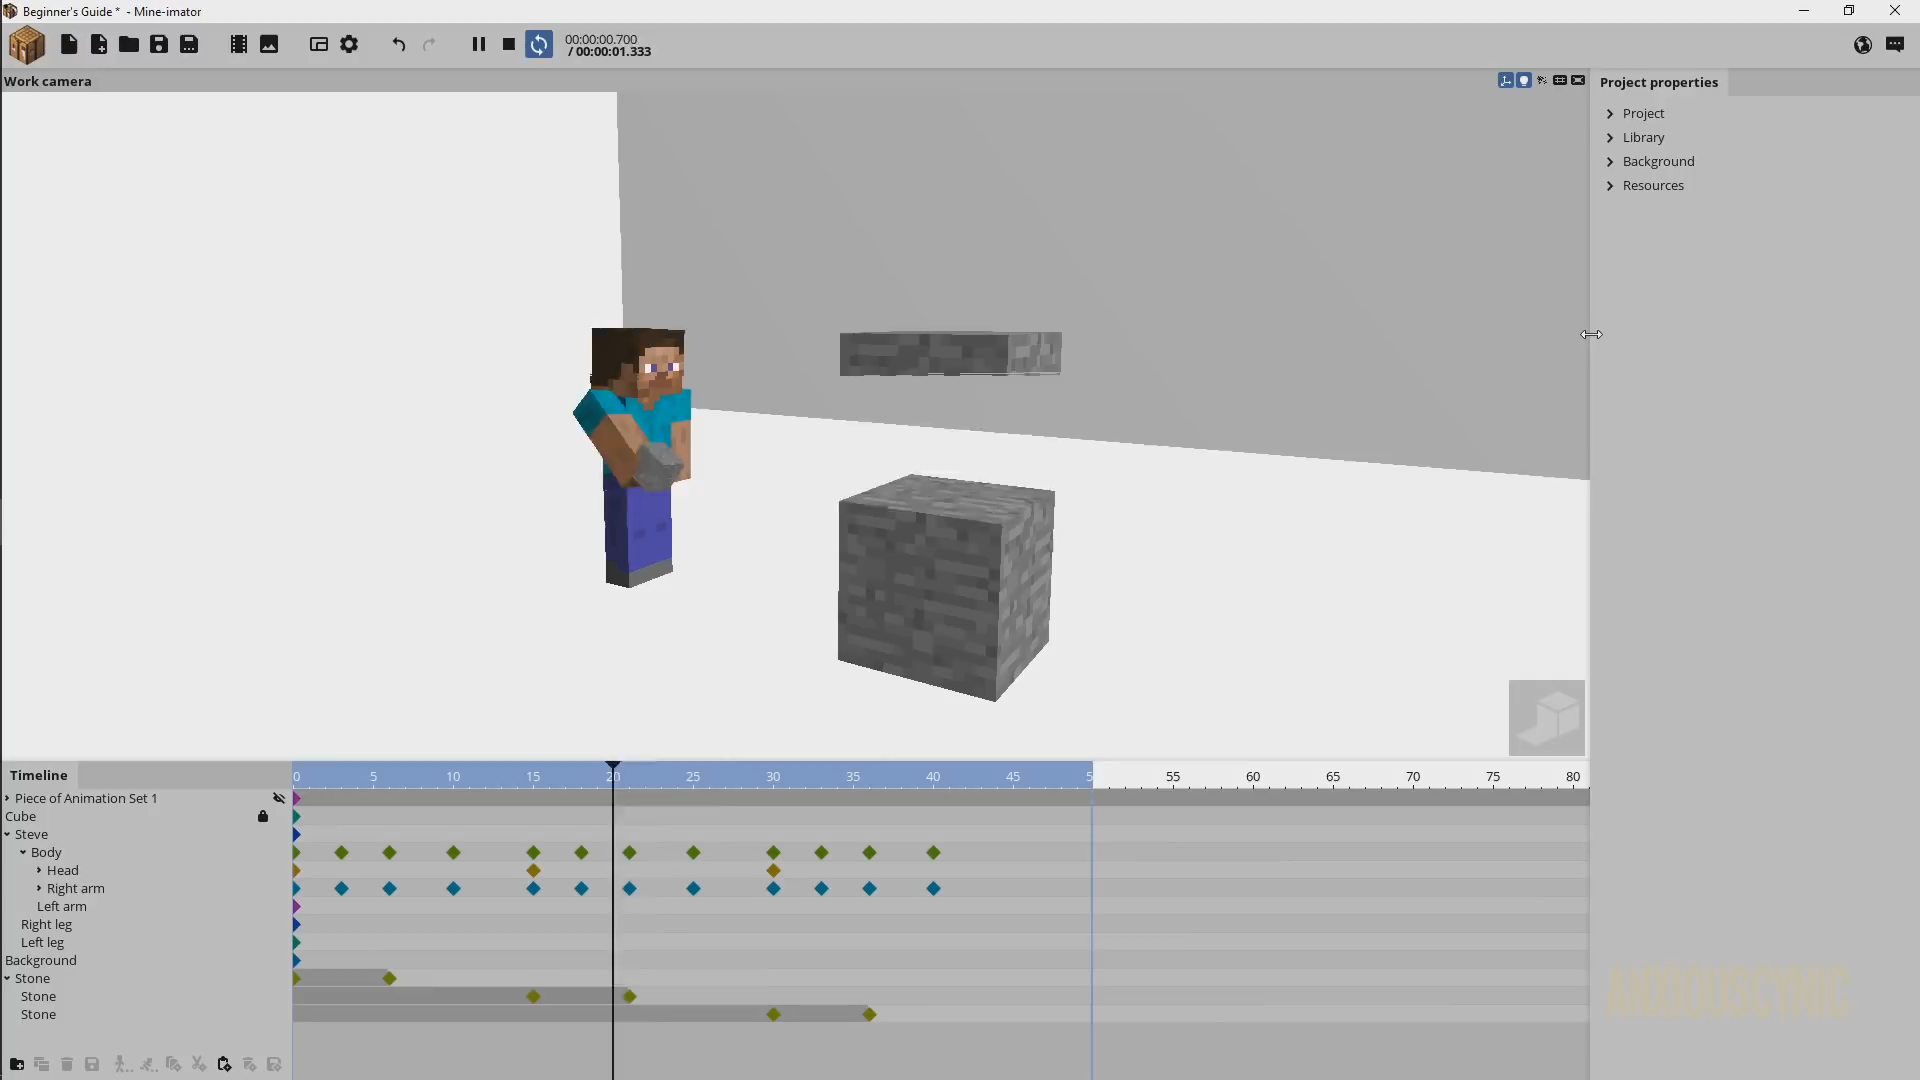 Beginner's Guide * - Mine-imator
00:00:00.700
/ 00:00:01.333
Work camera
Project properties
Project
Library
Background
Resources
Timeline
0 5 10 15 20 25 30 35 40 45 5 55 60 65 70 75 80
Piece of Animation Set 1
Cube
Steve
Body
Head
Right arm
Left arm
Right leg
Left leg
Background
Stone
Stone
Stone
ANXIOUSCYNIC